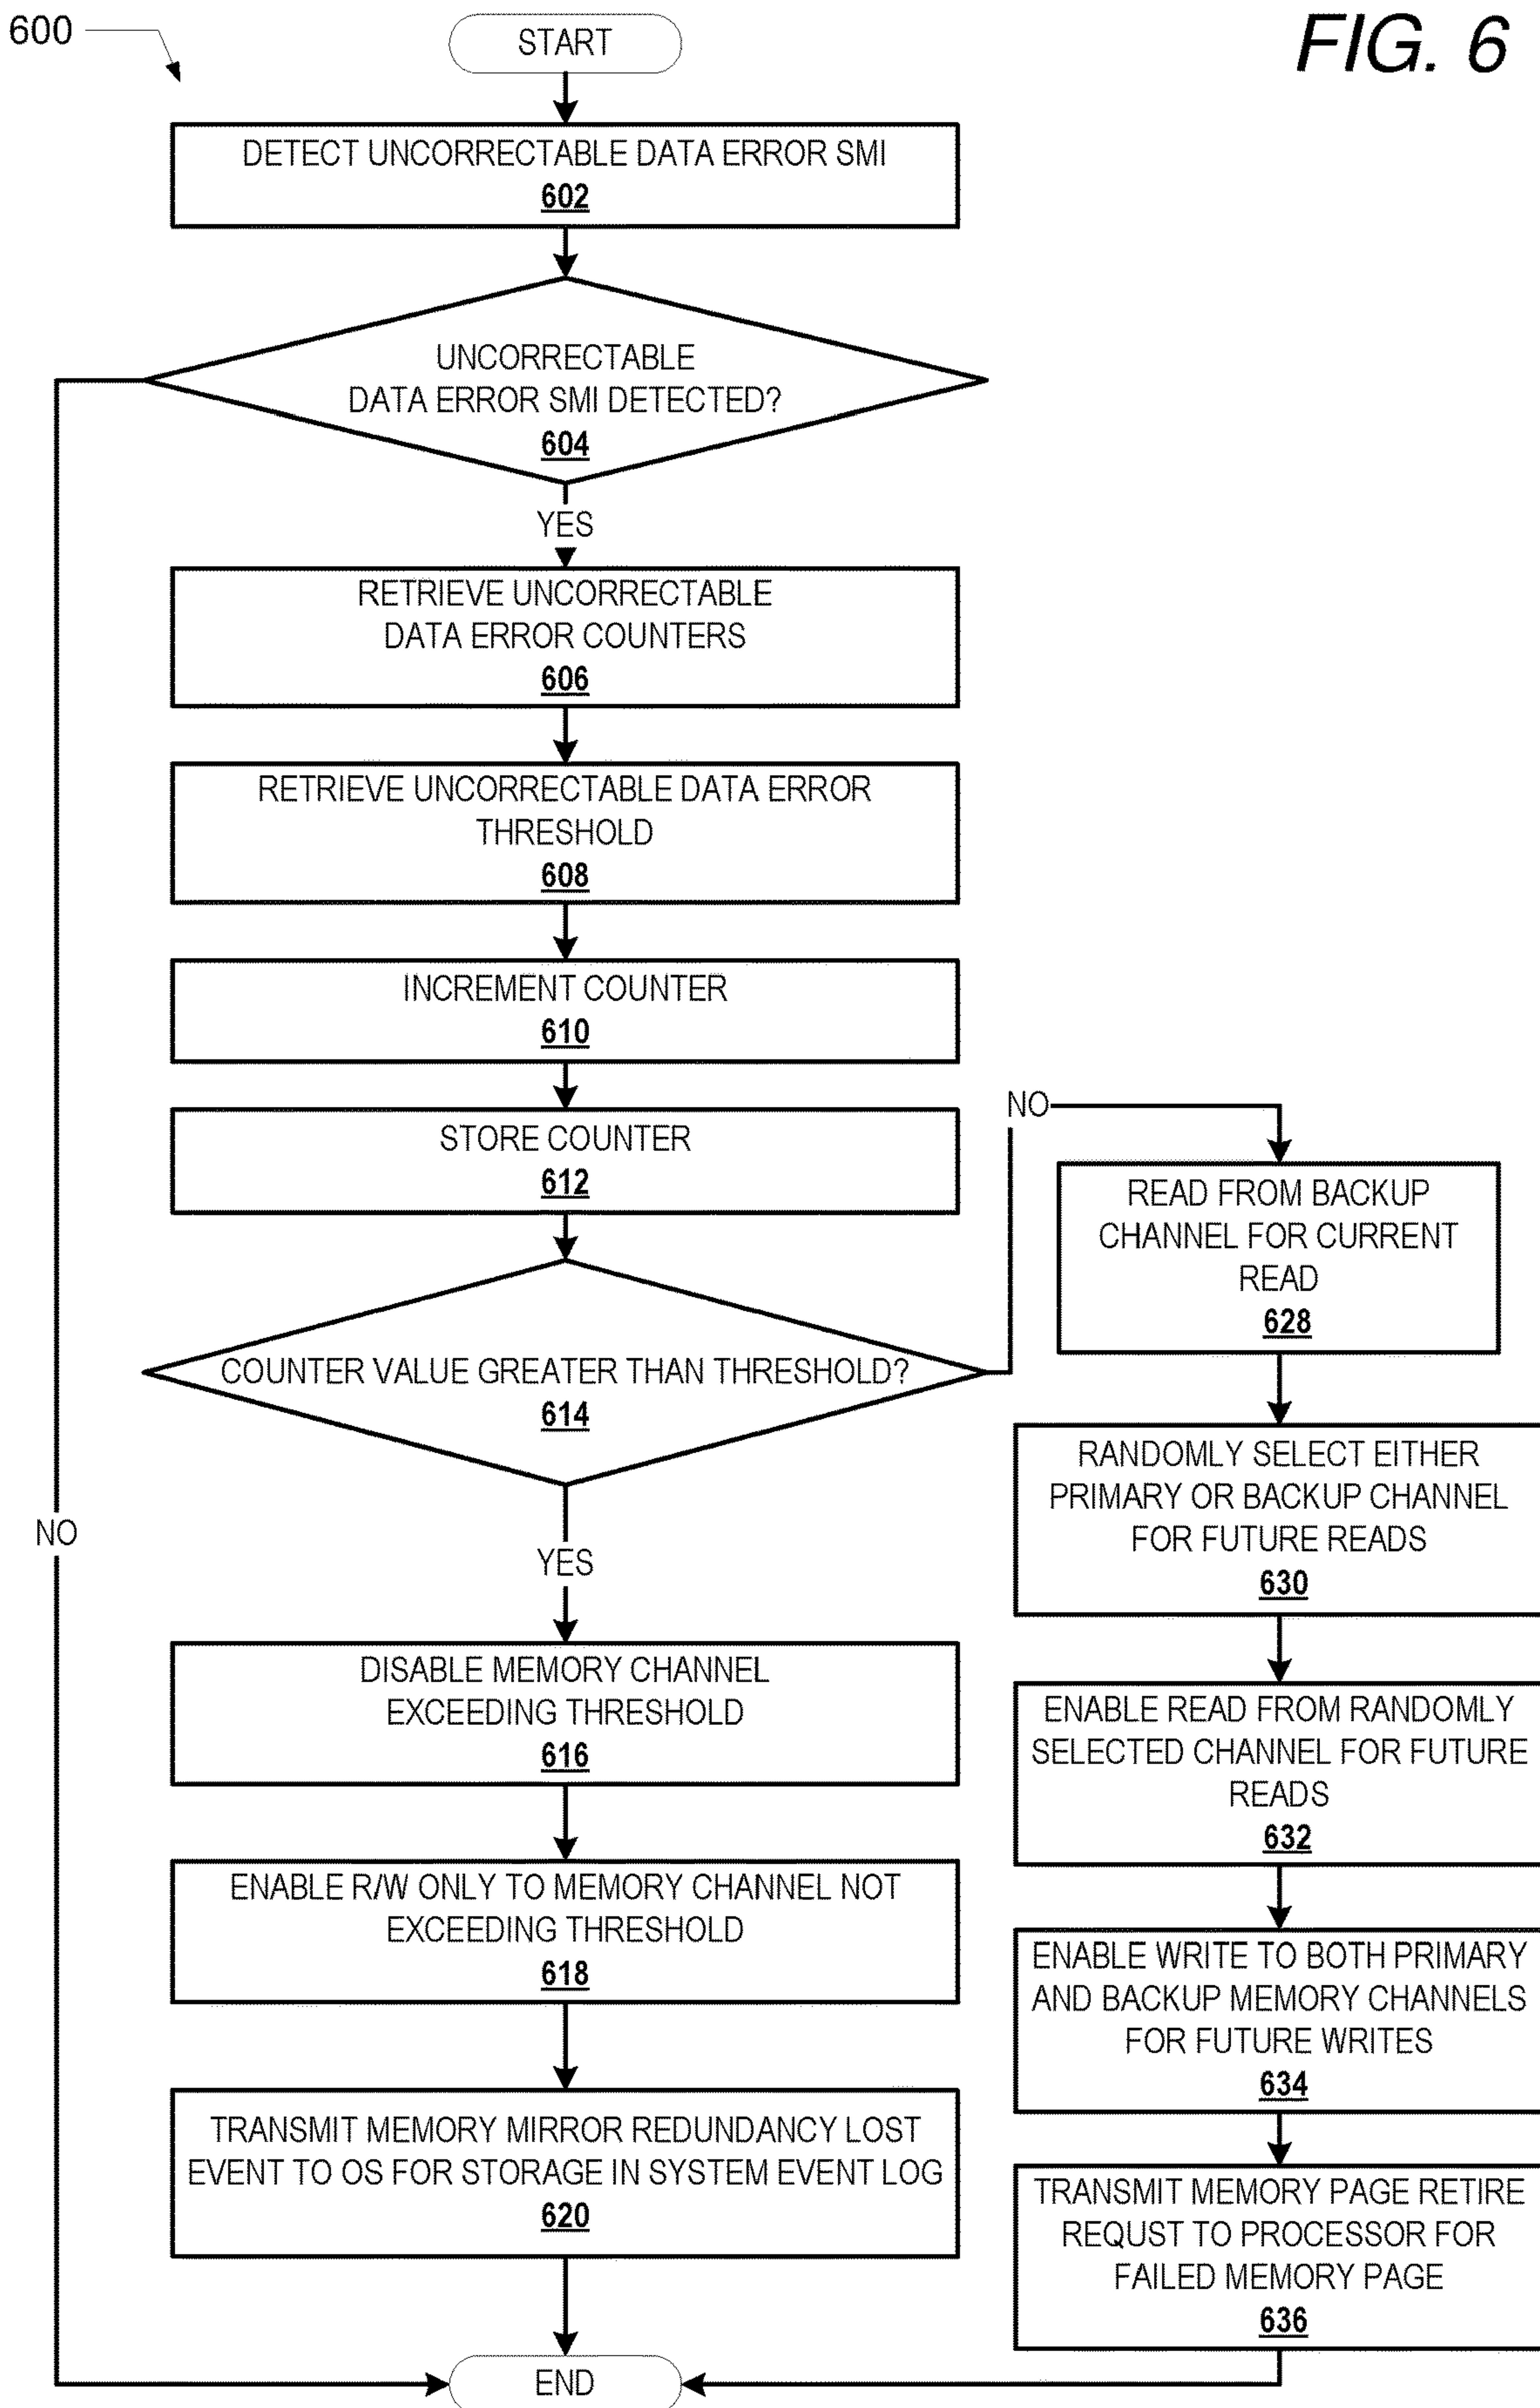 600
START
FIG. 6
DETECT UNCORRECTABLE DATA ERROR SMI
602
UNCORRECTABLE
DATA ERROR SMI DETECTED?
604
YES
RETRIEVE UNCORRECTABLE
DATA ERROR COUNTERS
606
RETRIEVE UNCORRECTABLE DATA ERROR
THRESHOLD
608
INCREMENT COUNTER
610
STORE COUNTER
612
COUNTER VALUE GREATER THAN THRESHOLD?
614
NO
YES
DISABLE MEMORY CHANNEL
EXCEEDING THRESHOLD
616
ENABLE R/W ONLY TO MEMORY CHANNEL NOT
EXCEEDING THRESHOLD
618
TRANSMIT MEMORY MIRROR REDUNDANCY LOST
EVENT TO OS FOR STORAGE IN SYSTEM EVENT LOG
620
NO
READ FROM BACKUP
CHANNEL FOR CURRENT
READ
628
RANDOMLY SELECT EITHER
PRIMARY OR BACKUP CHANNEL
FOR FUTURE READS
630
ENABLE READ FROM RANDOMLY
SELECTED CHANNEL FOR FUTURE
READS
632
ENABLE WRITE TO BOTH PRIMARY
AND BACKUP MEMORY CHANNELS
FOR FUTURE WRITES
634
TRANSMIT MEMORY PAGE RETIRE
REQUST TO PROCESSOR FOR
FAILED MEMORY PAGE
636
END